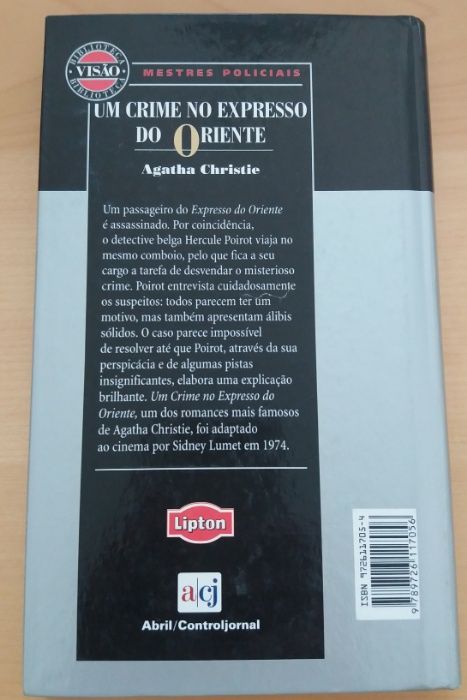 BIBLIOTECA
VISÃO
BIBLIOTECA
MESTRES POLICIAIS
UM CRIME NO EXPRESSO
DO ORIENTE
Agatha Christie
Um passageiro do Expresso do Oriente
é assassinado. Por coincidência,
o detective belga Hercule Poirot viaja no
mesmo comboio, pelo que fica a seu
cargo a tarefa de desvendar o misterioso
crime. Poirot entrevista cuidadosamente
os suspeitos: todos parecem ter um
motivo, mas também apresentam álibis
sólidos. O caso parece impossível
de resolver até que Poirot, através da sua
perspicácia e de algumas pistas
insignificantes, elabora uma explicação
brilhante. Um Crime no Expresso do
Oriente, um dos romances mais famosos
de Agatha Christie, foi adaptado
ao cinema por Sidney Lumet em 1974.
Lipton
a|cj
Abril/Controljornal
ISBN 972611705-4
9 789726 117056